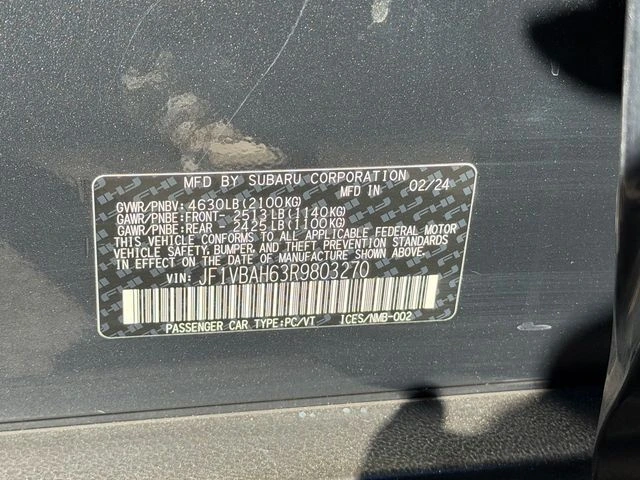 MFD BY SUBARU CORPORATION
MFD IN 02/24
GVWR/PNBV: 4630LB(2100KG)
GAWR/PNBE:FRONT- 2513LB(1140KG)
GAWR/PNBE:REAR - 2425LB(1100KG)
THIS VEHICLE CONFORMS TO ALL APPLICABLE FEDERAL MOTOR
VEHICLE SAFETY, BUMPER, AND THEFT PREVENTION STANDARDS
IN EFFECT ON THE DATE OF MANUFACTURE SHOWN ABOVE.
VIN: JF1VBAH63R9803270
PASSENGER CAR TYPE:PC/VT ICES/NMB-002